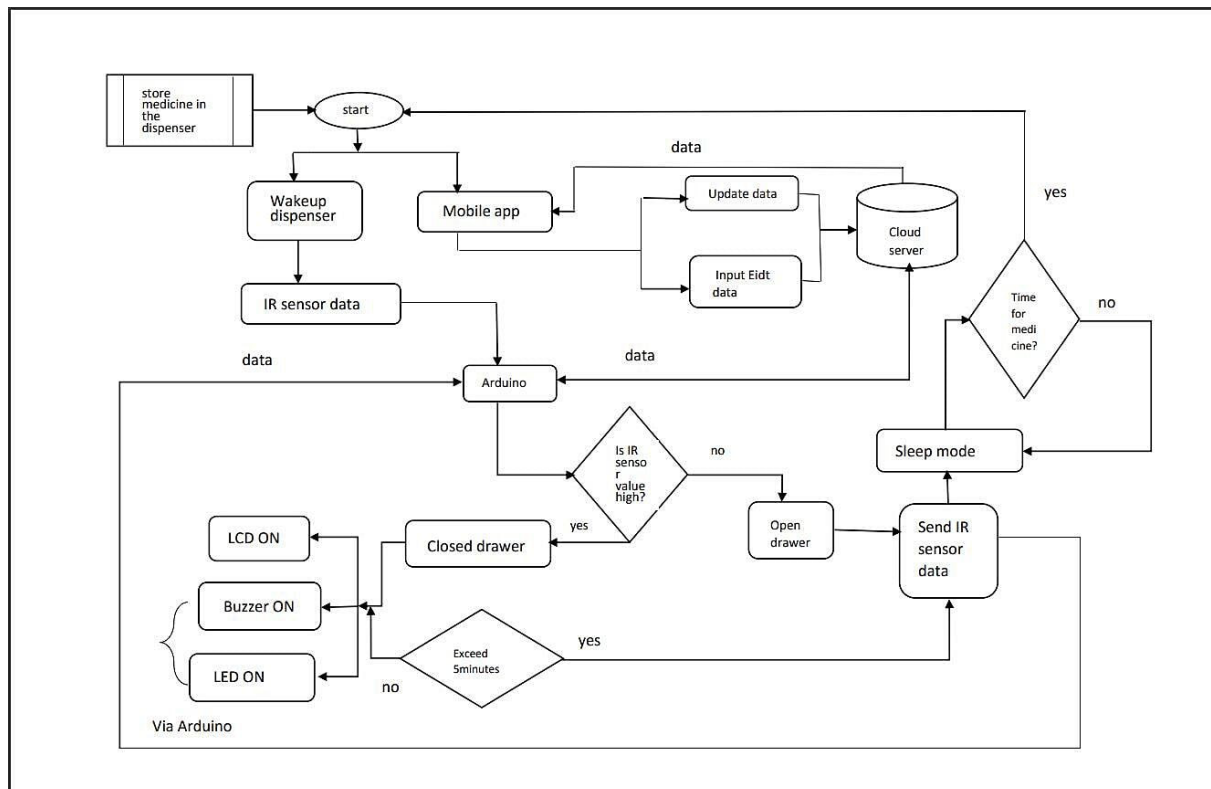 store
medicine in
the
dispenser
start
data
yes
Wakeup
dispenser
Mobile app
Update data
Cloud
server
Input Eidt
data
IR sensor data
Time
for
medi
cine?
no
data
data
Arduino
Is IR
senso
r
value
high?
no
Sleep mode
yes
Open
drawer
Send IR
sensor
data
LCD ON
Closed drawer
Buzzer ON
Exceed
5minutes
yes
no
LED ON
Via Arduino